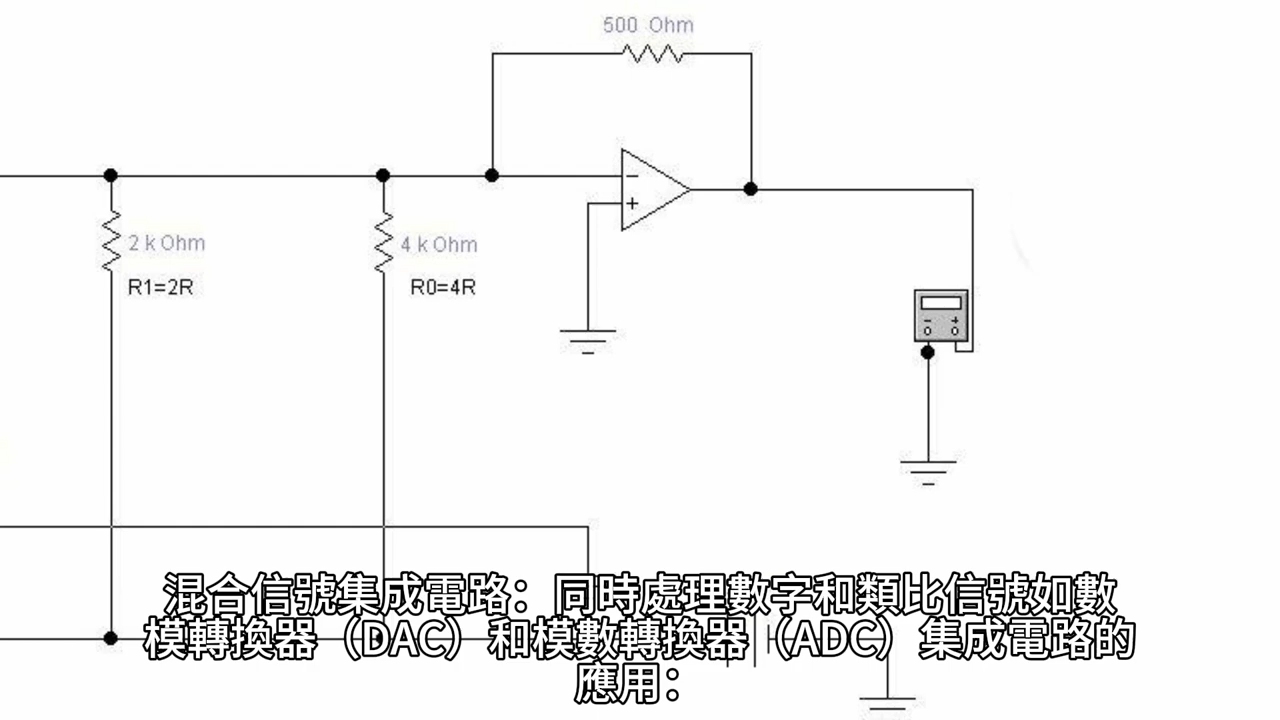 500 Ohm
2 k Ohm
4 k Ohm
R1=2R
R0=4R
混合信號集成電路：同時處理數字和類比信號如數
模轉換器（DAC）和模數轉換器（ADC）集成電路的
應用：